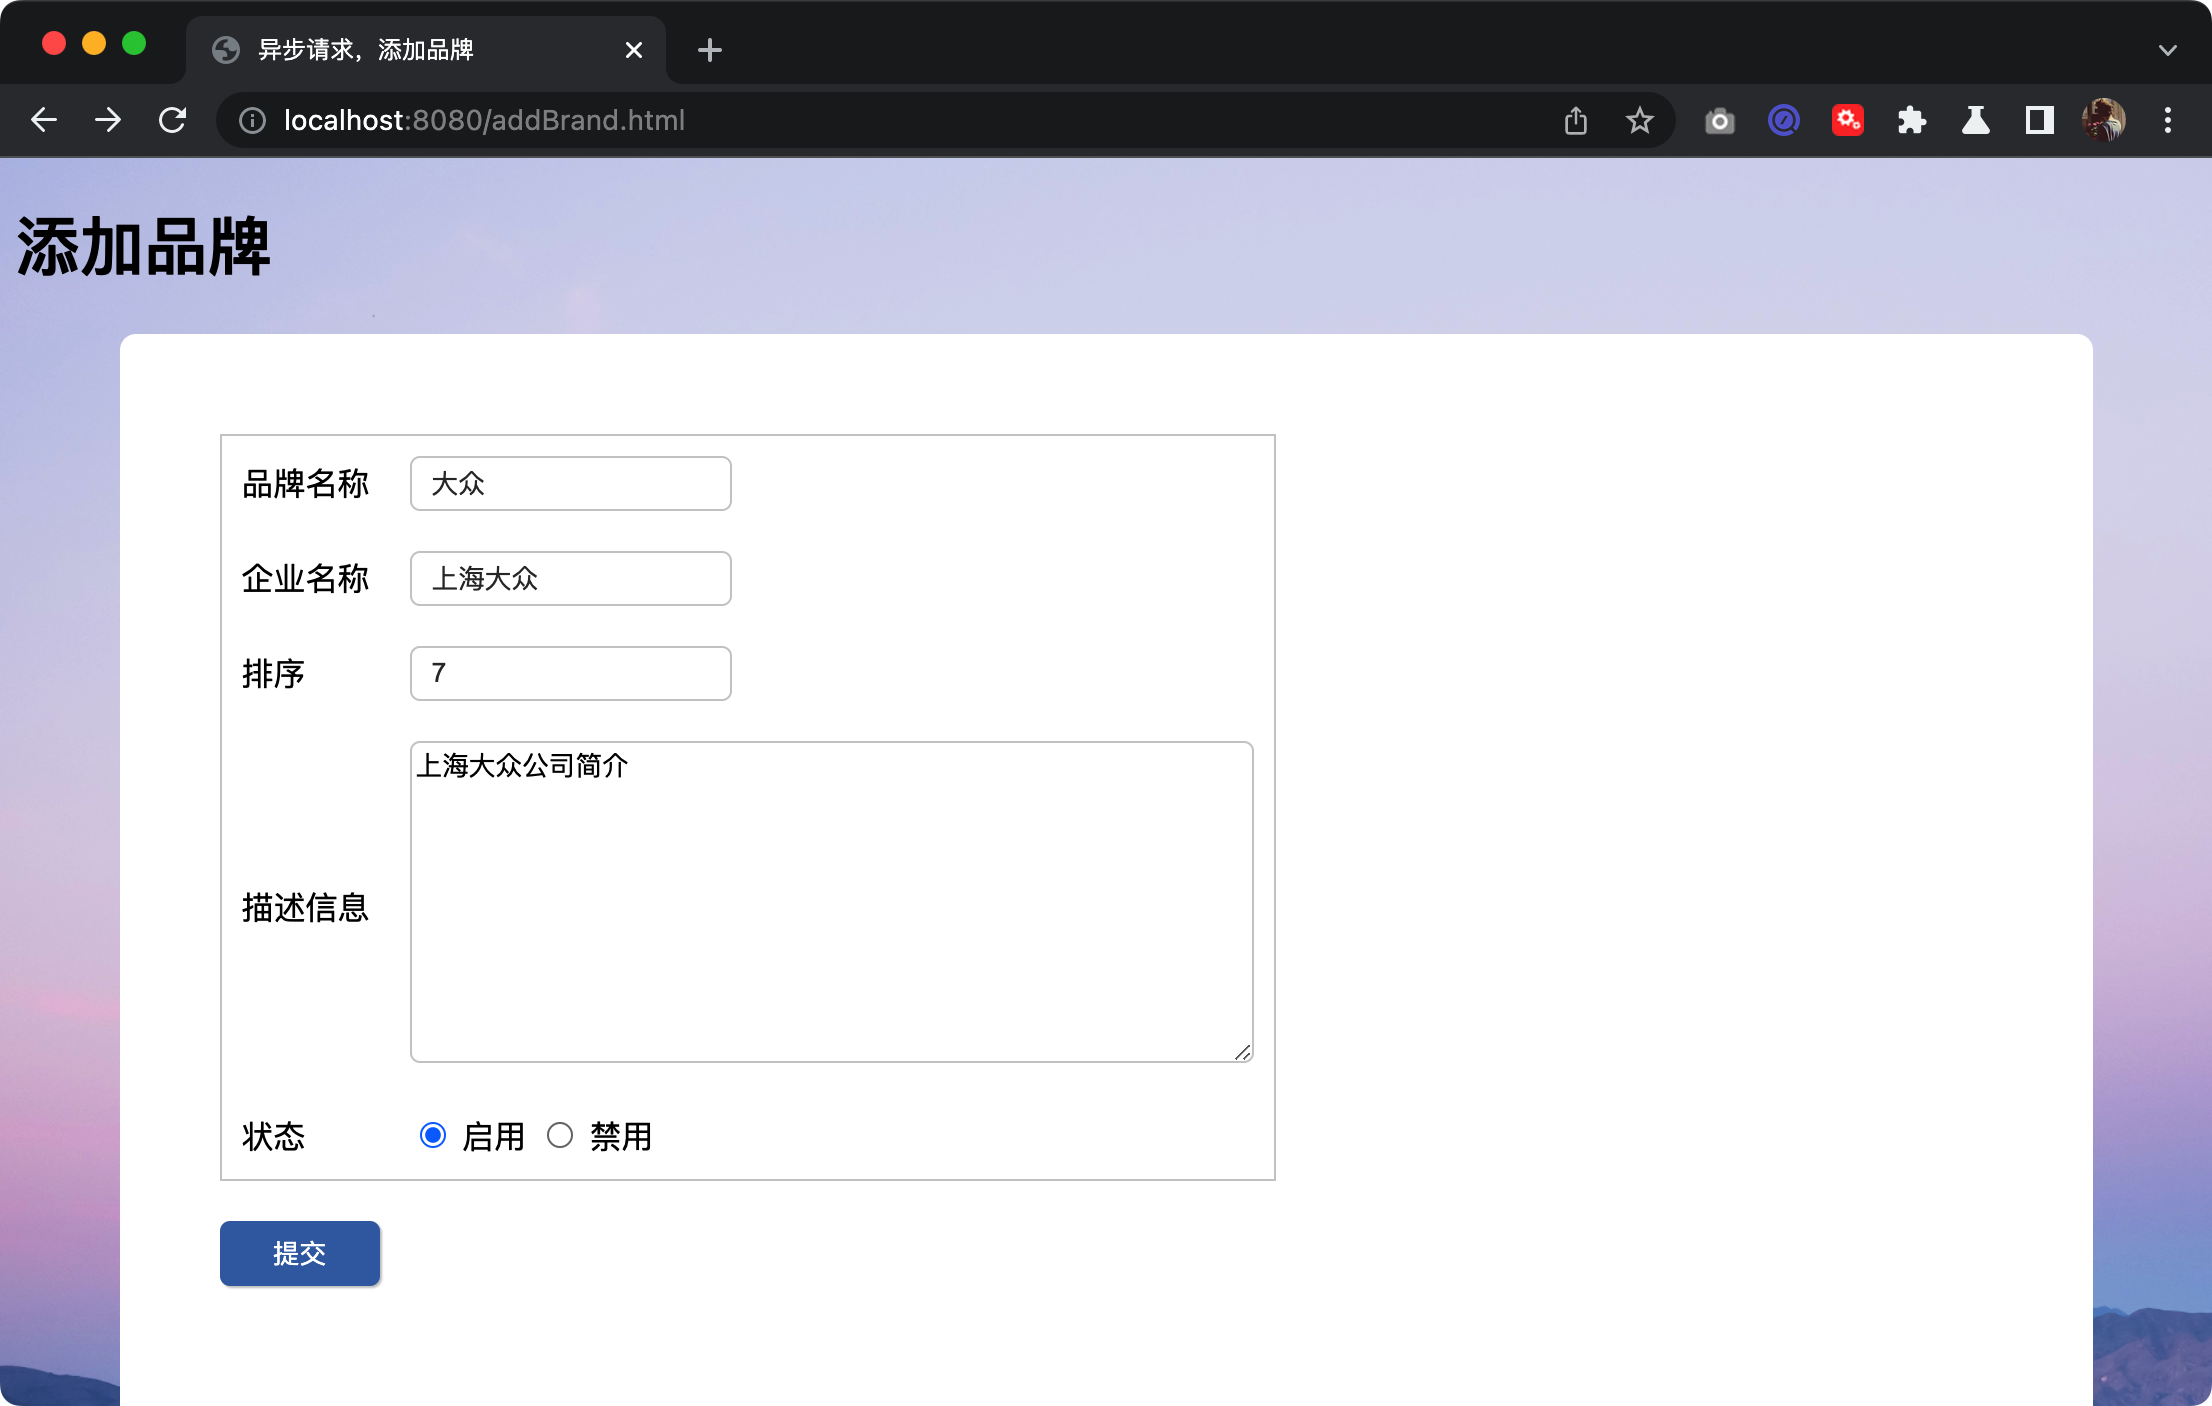 异步请求，添加品牌
localhost:8080/addBrand.html
添加品牌
品牌名称 大众
企业名称 上海大众
排序 7
上海大众公司简介
描述信息
状态 启用 禁用
提交